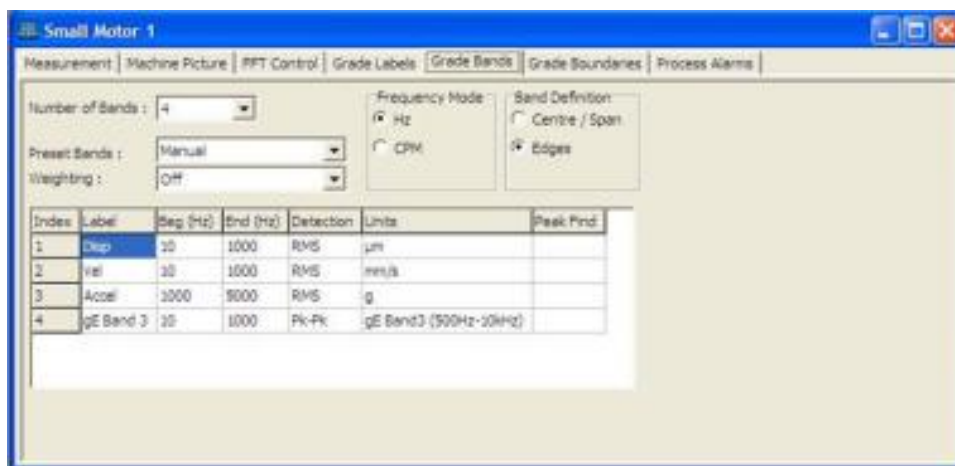 Small Motor 1
Measurement Machine Picture FFT Control Grade Labels Grade Bands Grade Boundaries Process Alarms
Number of Bands : 4
Frequency Mode
Hz
CPM
Band Definition
Centre / Span
Edges
Preset Bands : Manual
Weighting : Off
Index Label Beg (Hz) End (Hz) Detection Units Peak Find
1 Disp 10 1000 RMS µm
2 Vel 10 1000 RMS mm/s
3 Accel 1000 5000 RMS g
4 gE Band 3 10 1000 Pk-Pk gE Band3 (500Hz-10kHz)